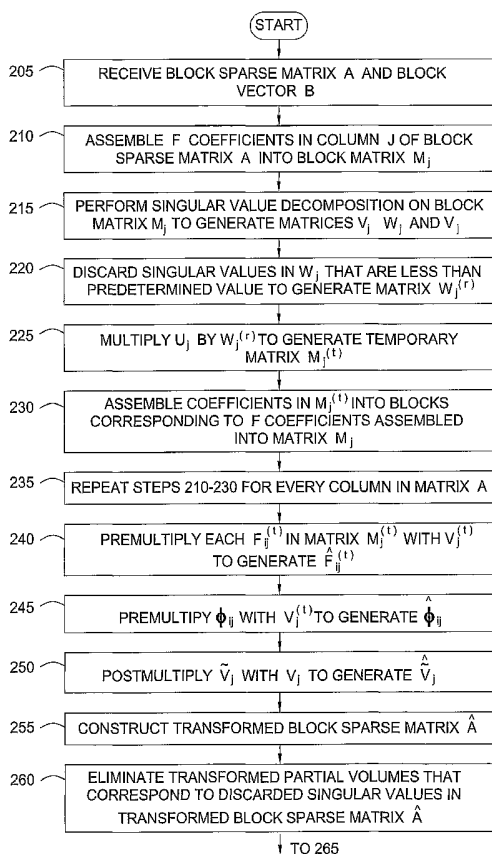 START
205
RECEIVE BLOCK SPARSE MATRIX A AND BLOCK
VECTOR B
210
ASSEMBLE F COEFFICIENTS IN COLUMN J OF BLOCK
SPARSE MATRIX A INTO BLOCK MATRIX Mj
215
PERFORM SINGULAR VALUE DECOMPOSITION ON BLOCK
MATRIX Mj TO GENERATE MATRICES Vj Wj AND Vj
220
DISCARD SINGULAR VALUES IN Wj THAT ARE LESS THAN
PREDETERMINED VALUE TO GENERATE MATRIX Wj(r)
225
MULTIPLY Uj BY Wj(r) TO GENERATE TEMPORARY
MATRIX Mj(t)
230
ASSEMBLE COEFFICIENTS IN Mj(t) INTO BLOCKS
CORRESPONDING TO F COEFFICIENTS ASSEMBLED
INTO MATRIX Mj
235
REPEAT STEPS 210-230 FOR EVERY COLUMN IN MATRIX A
240
PREMULTIPLY EACH Fij(t) IN MATRIX Mj(t) WITH Vj(t)
TO GENERATE F̂ij(t)
245
PREMULTIPY ϕij WITH Vj(t) TO GENERATE ϕ̂ij
250
POSTMULTIPLY Ṽj WITH Vj TO GENERATE Ṽ̂j
255
CONSTRUCT TRANSFORMED BLOCK SPARSE MATRIX Â
260
ELIMINATE TRANSFORMED PARTIAL VOLUMES THAT
CORRESPOND TO DISCARDED SINGULAR VALUES IN
TRANSFORMED BLOCK SPARSE MATRIX Â
TO 265